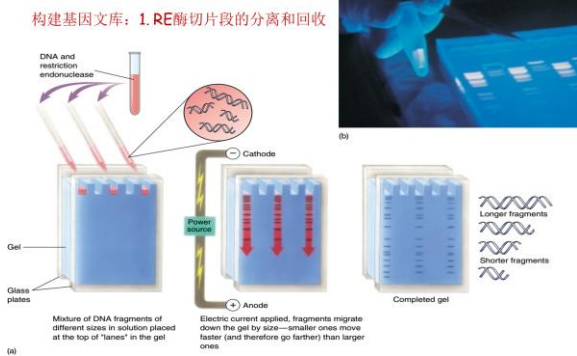 构建基因文库：1. RE酶切片段的分离和回收
DNA and
restriction
endonuclease
(b)
Cathode
Power
source
Gel
Glass
plates
Anode
Longer fragments
Shorter fragments
Completed gel
Mixture of DNA fragments of
different sizes in solution placed
at the top of "lanes" in the gel
Electric current applied, fragments migrate
down the gel by size—smaller ones move
faster (and therefore go farther) than larger
ones
(a)